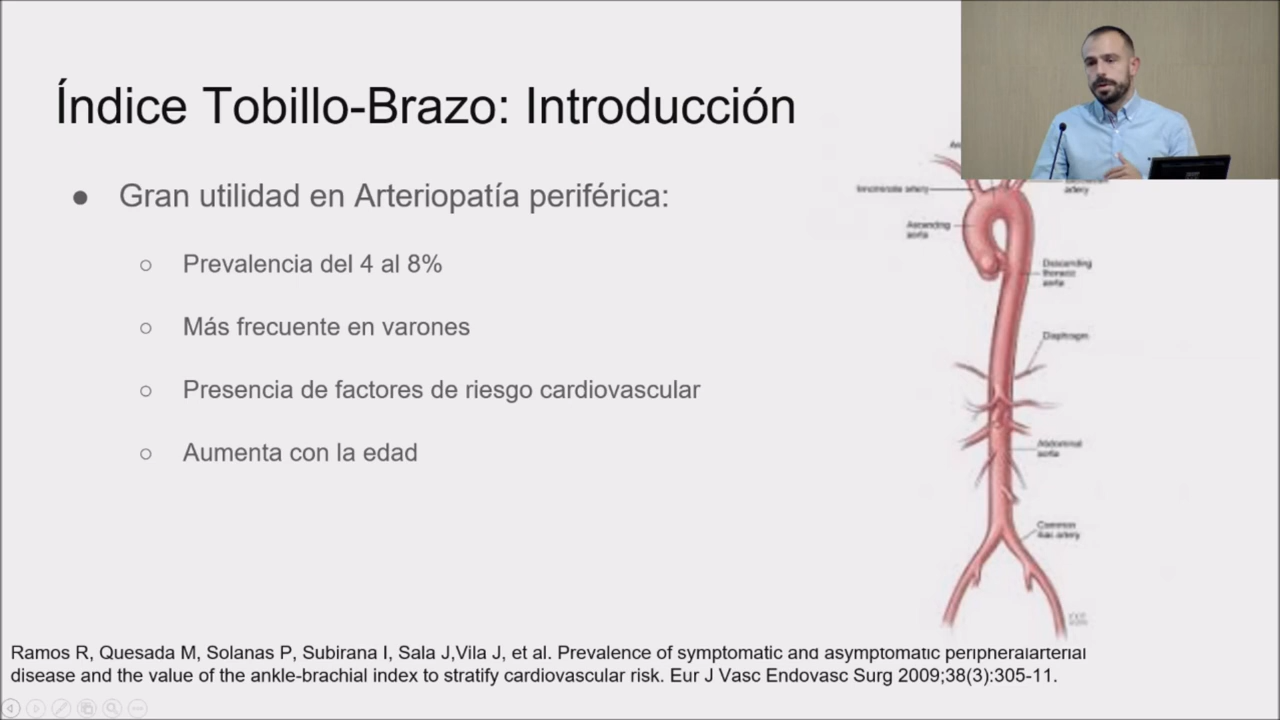 Índice Tobillo-Brazo: Introducción
● Gran utilidad en Arteriopatía periférica:
○ Prevalencia del 4 al 8%
○ Más frecuente en varones
○ Presencia de factores de riesgo cardiovascular
○ Aumenta con la edad
Innominate artery
artery
Ascending
aorta
Descending
thoracic
aorta
Diaphragm
Abdominal
aorta
Common
iliac artery
Ramos R, Quesada M, Solanas P, Subirana I, Sala J,Vila J, et al. Prevalence of symptomatic and asymptomatic peripheralarterial
disease and the value of the ankle-brachial index to stratify cardiovascular risk. Eur J Vasc Endovasc Surg 2009;38(3):305-11.